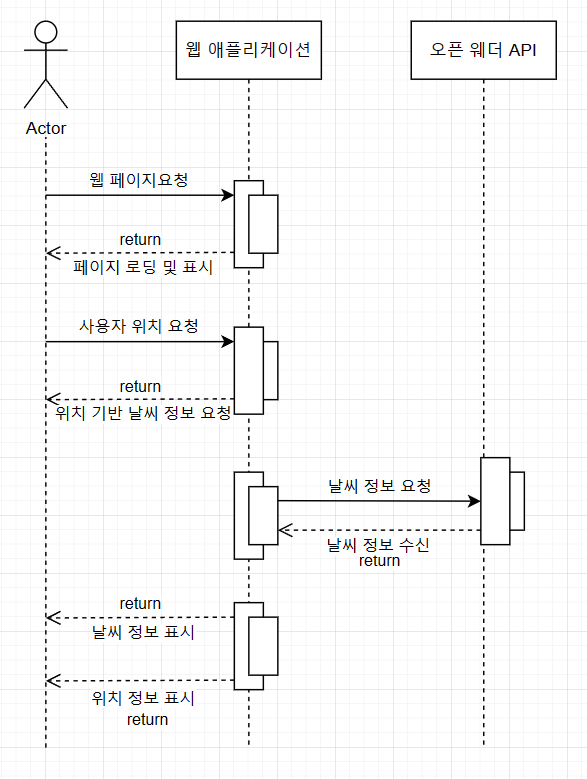 웹 애플리케이션
오픈 웨더 API
Actor
웹 페이지요청
return
페이지 로딩 및 표시
사용자 위치 요청
return
위치 기반 날씨 정보 요청
날씨 정보 요청
날씨 정보 수신
return
return
날씨 정보 표시
위치 정보 표시
return